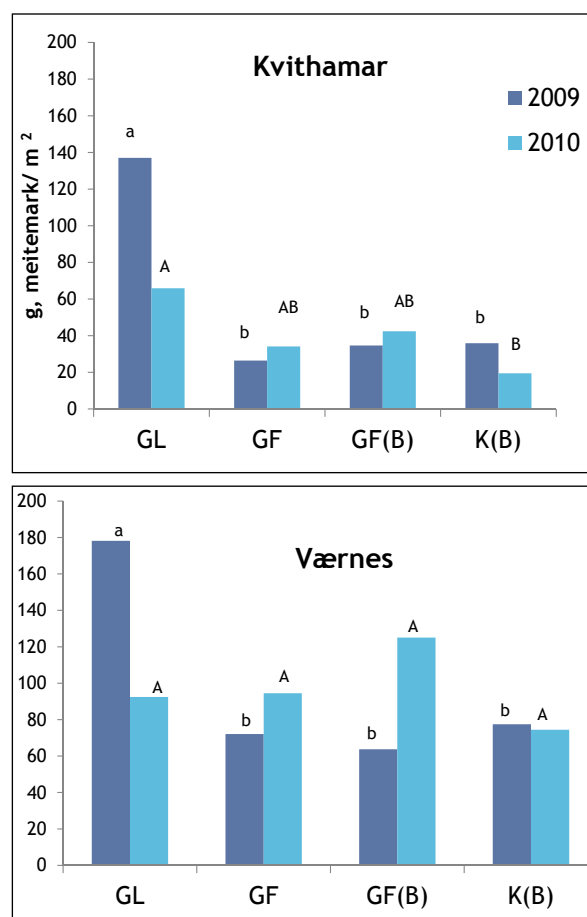 Kvithamar
g, meitemark/ m ²
200
180
160
140
120
100
80
60
40
20
0
2009
2010
a
A
b
AB
b
AB
b
B
GL GF GF(B) K(B)
Værnes
200
180
160
140
120
100
80
60
40
20
0
a
A
b
A
b
A
b
A
GL GF GF(B) K(B)